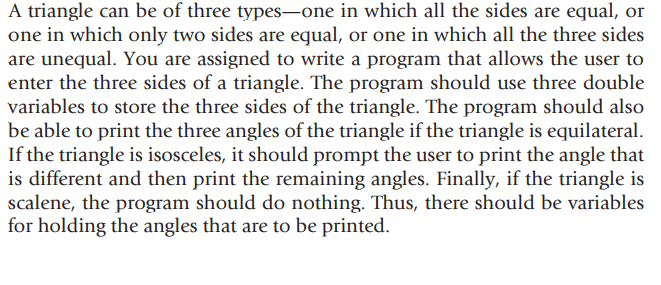 A triangle can be of three types—one in which all the sides are equal, or
one in which only two sides are equal, or one in which all the three sides
are unequal. You are assigned to write a program that allows the user to
enter the three sides of a triangle. The program should use three double
variables to store the three sides of the triangle. The program should also
be able to print the three angles of the triangle if the triangle is equilateral.
If the triangle is isosceles, it should prompt the user to print the angle that
is different and then print the remaining angles. Finally, if the triangle is
scalene, the program should do nothing. Thus, there should be variables
for holding the angles that are to be printed.